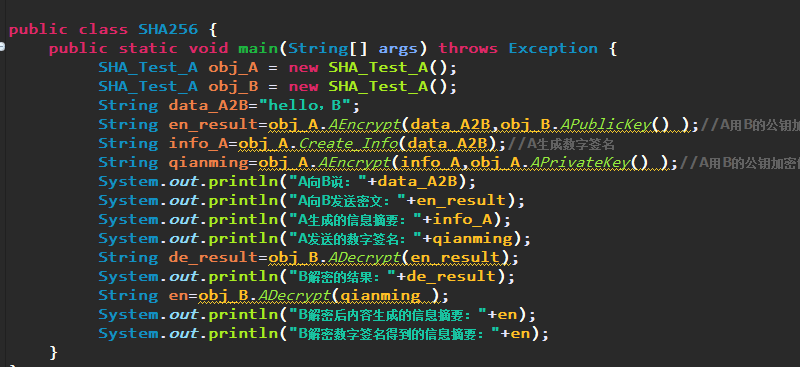 public class SHA256 {
public static void main(String[] args) throws Exception {
SHA_Test_A obj_A = new SHA_Test_A();
SHA_Test_A obj_B = new SHA_Test_A();
String data_A2B="hello，B";
String en_result=obj_A.AEncrypt(data_A2B,obj_B.APublicKey() );//A用B的公钥加
String info_A=obj_A.Create_Info(data_A2B);//A生成数字签名
String qianming=obj_A.AEncrypt(info_A,obj_A.APrivateKey() );//A用B的公钥加密
System.out.println("A向B说："+data_A2B);
System.out.println("A向B发送密文："+en_result);
System.out.println("A生成的信息摘要："+info_A);
System.out.println("A发送的数字签名："+qianming);
String de_result=obj_B.ADecrypt(en_result);
System.out.println("B解密的结果："+de_result);
String en=obj_B.ADecrypt(qianming );
System.out.println("B解密后内容生成的信息摘要："+en);
System.out.println("B解密数字签名得到的信息摘要："+en);
}